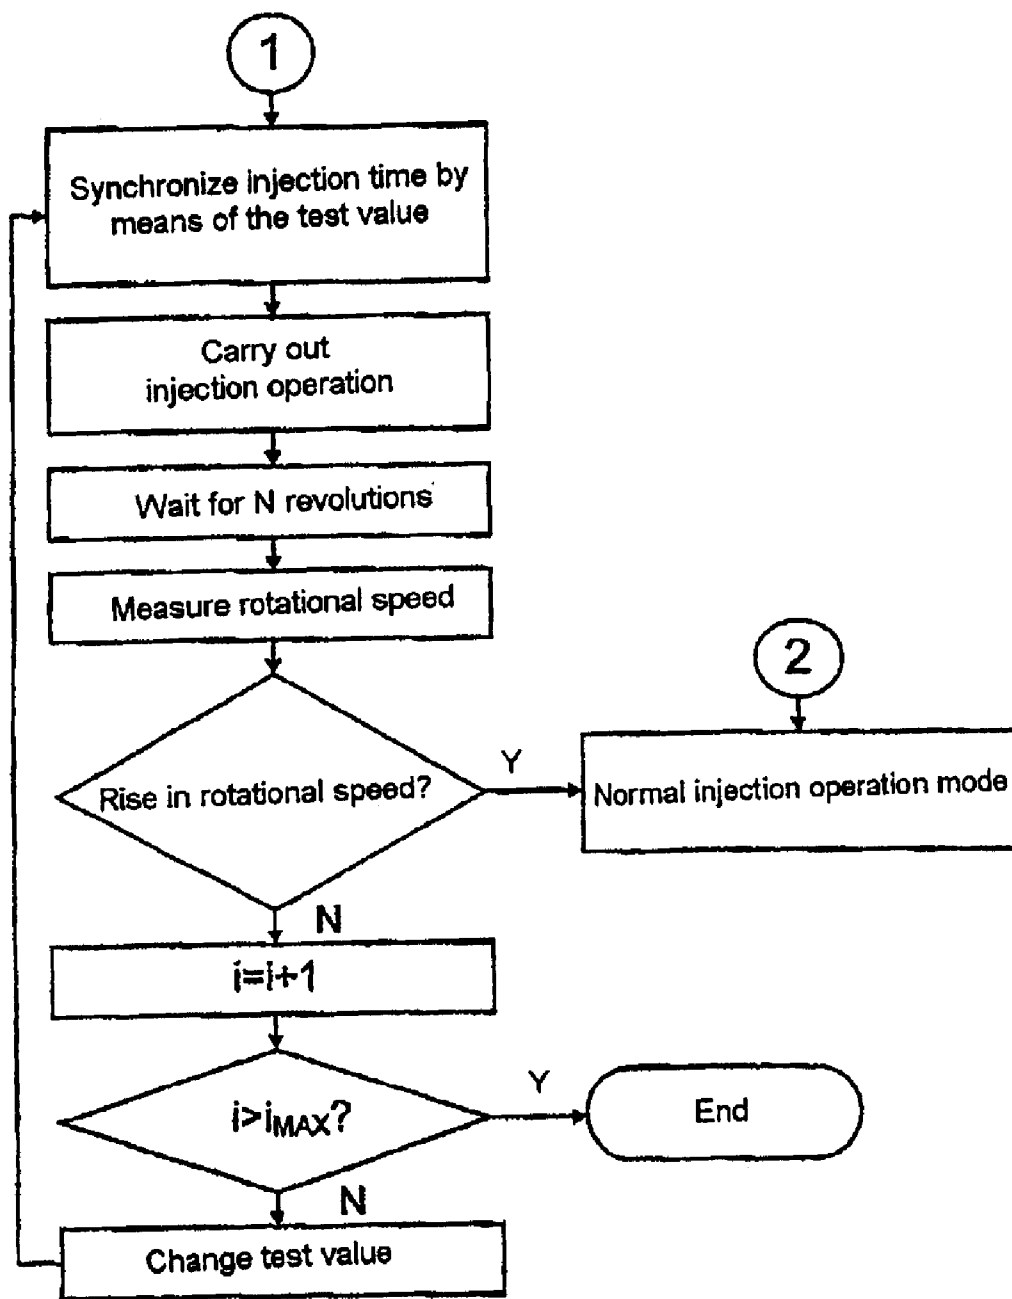 1
Synchronize injection time by
means of the test value
Carry out
injection operation
Wait for N revolutions
Measure rotational speed
2
Rise in rotational speed?
Y
Normal injection operation mode
N
i=i+1
i>iMAX?
Y
End
N
Change test value